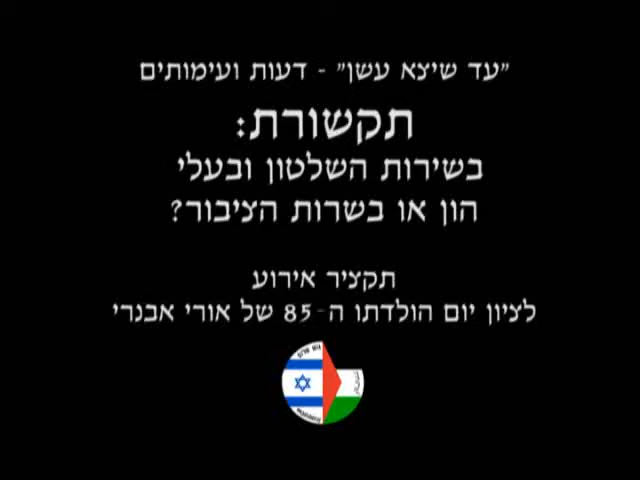 "עד שיצא עשן" - דעות ועימותים
תקשורת:
בשירות השלטון ובעלי
הון או בשרות הציבור?
תקציר אירוע
לציון יום הולדתו ה-85 של אורי אבנרי